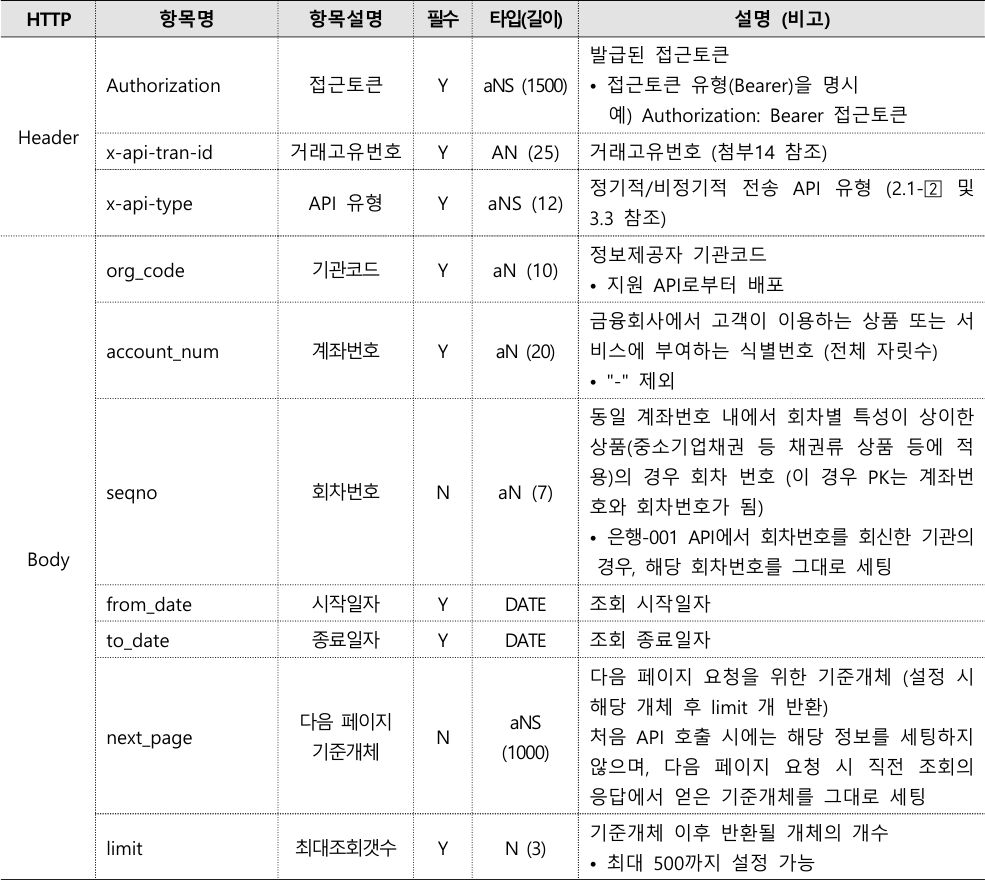 HTTP 항목명 항목설명 필수 타입(길이) 설명 (비고)
Header
Authorization 접근토큰 Y aNS (1500)
발급된 접근토큰
• 접근토큰 유형(Bearer)을 명시
예) Authorization: Bearer 접근토큰
x-api-tran-id 거래고유번호 Y AN (25) 거래고유번호 (첨부14 참조)
x-api-type API 유형 Y aNS (12)
정기적/비정기적 전송 API 유형 (2.1-2 및
3.3 참조)
Body
org_code 기관코드 Y aN (10)
정보제공자 기관코드
• 지원 API로부터 배포
account_num 계좌번호 Y aN (20)
금융회사에서 고객이 이용하는 상품 또는 서
비스에 부여하는 식별번호 (전체 자릿수)
• "-" 제외
seqno 회차번호 N aN (7)
동일 계좌번호 내에서 회차별 특성이 상이한
상품(중소기업채권 등 채권류 상품 등에 적
용)의 경우 회차 번호 (이 경우 PK는 계좌번
호와 회차번호가 됨)
• 은행-001 API에서 회차번호를 회신한 기관의
경우, 해당 회차번호를 그대로 세팅
from_date 시작일자 Y DATE 조회 시작일자
to_date 종료일자 Y DATE 조회 종료일자
next_page
다음 페이지
기준개체
N
aNS
(1000)
다음 페이지 요청을 위한 기준개체 (설정 시
해당 개체 후 limit 개 반환)
처음 API 호출 시에는 해당 정보를 세팅하지
않으며, 다음 페이지 요청 시 직전 조회의
응답에서 얻은 기준개체를 그대로 세팅
limit 최대조회갯수 Y N (3)
기준개체 이후 반환될 개체의 개수
• 최대 500까지 설정 가능